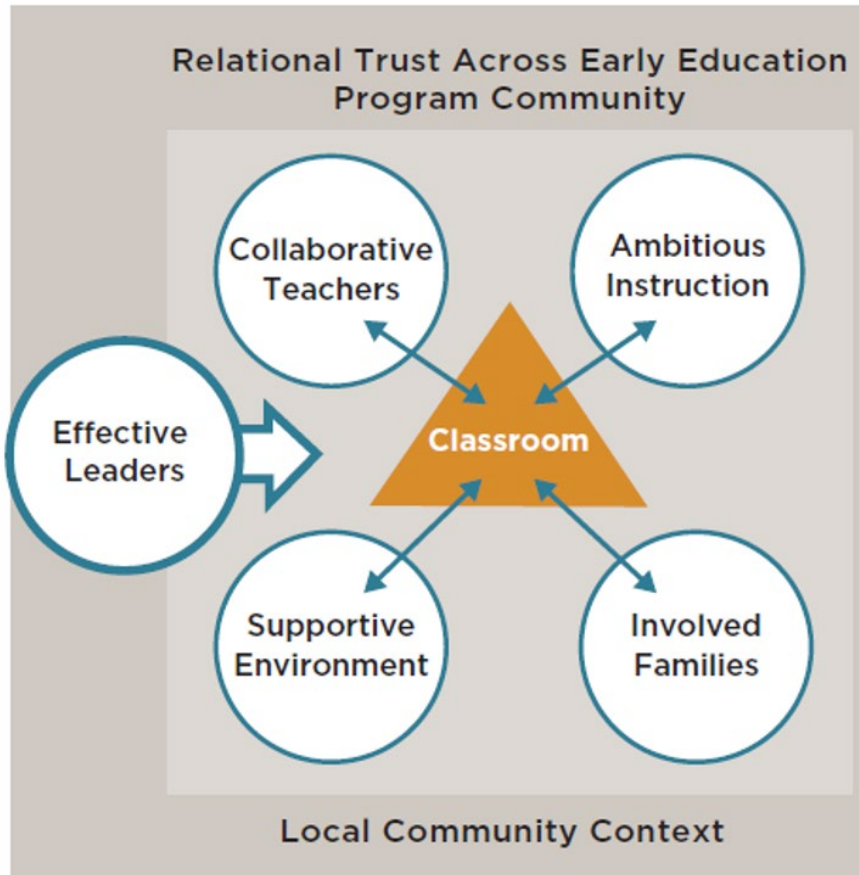 Relational Trust Across Early Education
Program Community
Collaborative
Teachers
Ambitious
Instruction
Effective
Leaders
Classroom
Supportive
Environment
Involved
Families
Local Community Context